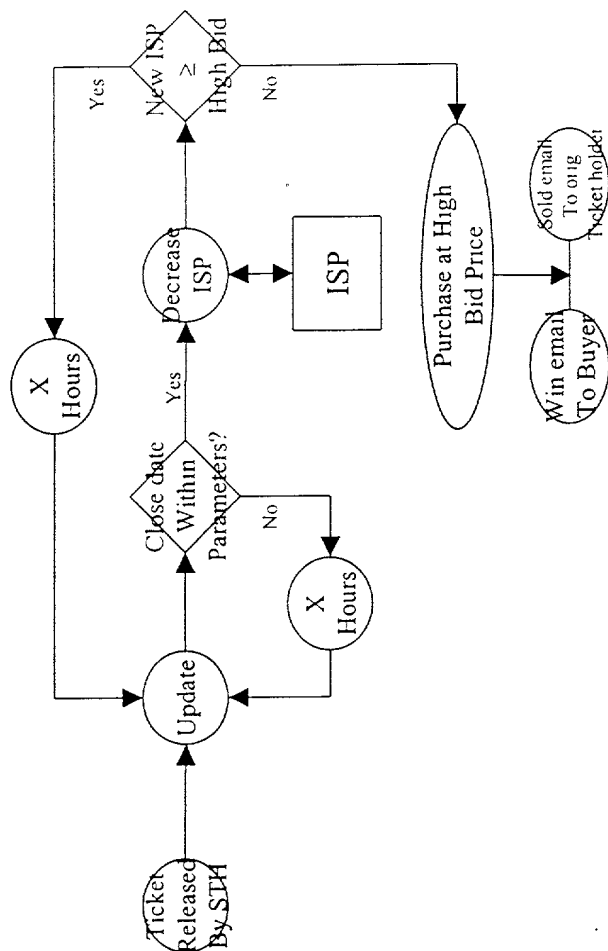 Ticket
Released
By STH
Update
X
Hours
Close date
Within
Parameters?
No
X
Hours
Yes
Decrease
ISP
ISP
New ISP
≥
High Bid
Yes
No
Purchase at High
Bid Price
Win email
To Buyer
Sold email
To orig
Ticket holder